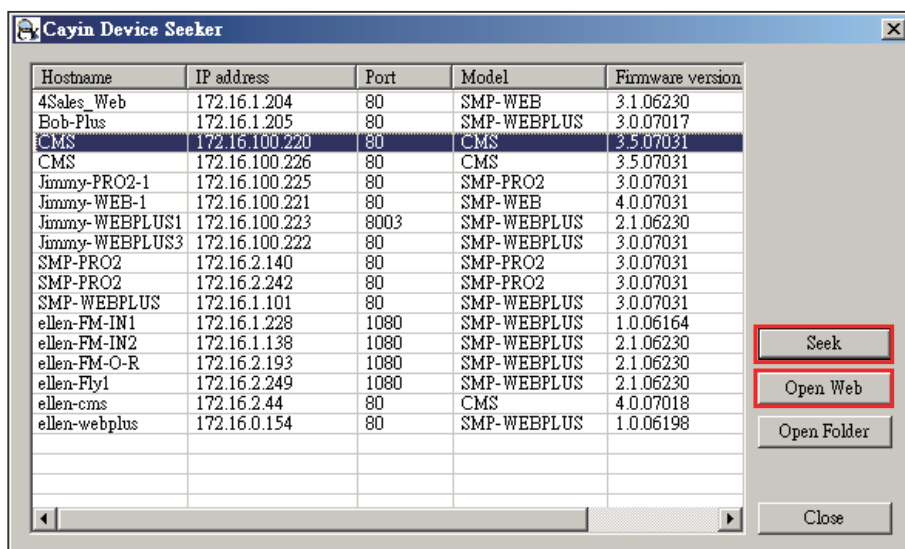 Cayin Device Seeker
Hostname IP address Port Model Firmware version
4Sales_Web 172.16.1.204 80 SMP-WEB 3.1.06230
Bob-Plus 172.16.1.205 80 SMP-WEBPLUS 3.0.07017
CMS 172.16.100.220 80 CMS 3.5.07031
CMS 172.16.100.226 80 CMS 3.5.07031
Jimmy-PRO2-1 172.16.100.225 80 SMP-PRO2 3.0.07031
Jimmy-WEB-1 172.16.100.221 80 SMP-WEB 4.0.07031
Jimmy-WEBPLUS1 172.16.100.223 8003 SMP-WEBPLUS 2.1.06230
Jimmy-WEBPLUS3 172.16.100.222 80 SMP-WEBPLUS 3.0.07031
SMP-PRO2 172.16.2.140 80 SMP-PRO2 3.0.07031
SMP-PRO2 172.16.2.242 80 SMP-PRO2 3.0.07031
SMP-WEBPLUS 172.16.1.101 80 SMP-WEBPLUS 3.0.07031
ellen-FM-IN1 172.16.1.228 1080 SMP-WEBPLUS 1.0.06164
ellen-FM-IN2 172.16.1.138 1080 SMP-WEBPLUS 2.1.06230
ellen-FM-O-R 172.16.2.193 1080 SMP-WEBPLUS 2.1.06230
ellen-Fly1 172.16.2.249 1080 SMP-WEBPLUS 2.1.06230
ellen-cms 172.16.2.44 80 CMS 4.0.07018
ellen-webplus 172.16.0.154 80 SMP-WEBPLUS 1.0.06198
Seek
Open Web
Open Folder
Close